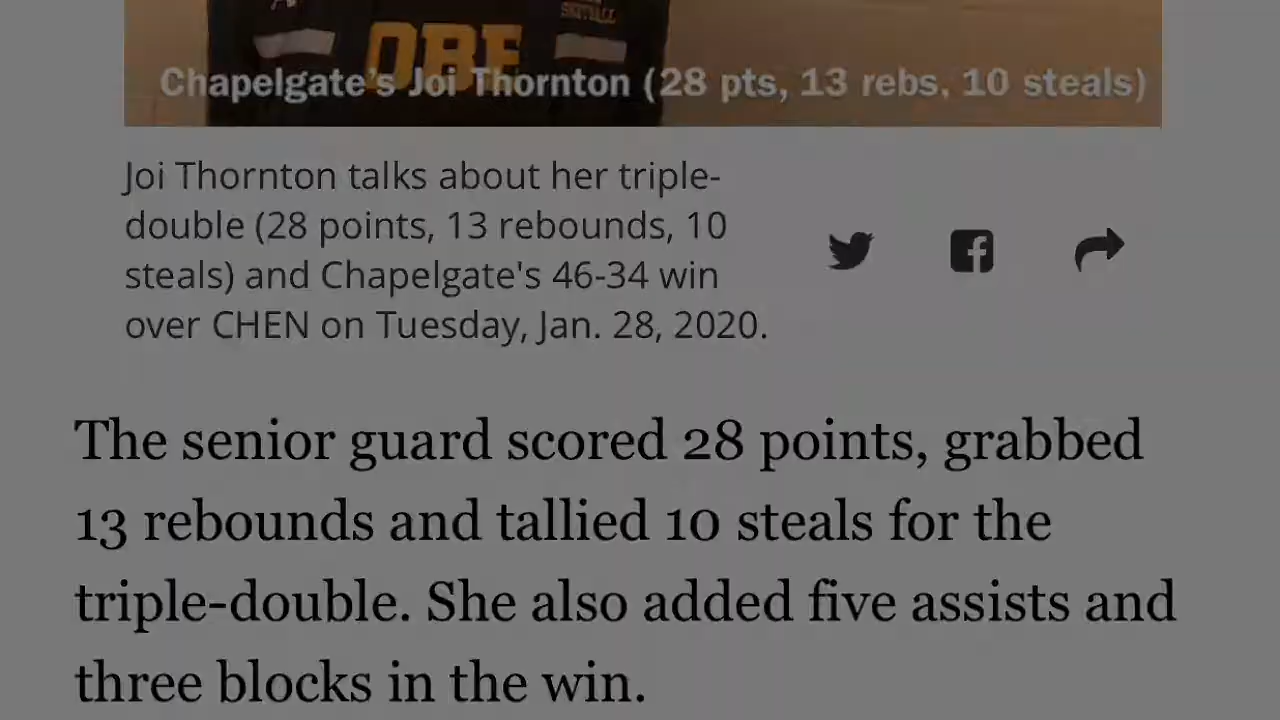 OBE
Chapelgate's Joi Thornton (28 pts, 13 rebs, 10 steals)
Joi Thornton talks about her triple-
double (28 points, 13 rebounds, 10
steals) and Chapelgate's 46-34 win
over CHEN on Tuesday, Jan. 28, 2020.
The senior guard scored 28 points, grabbed
13 rebounds and tallied 10 steals for the
triple-double. She also added five assists and
three blocks in the win.